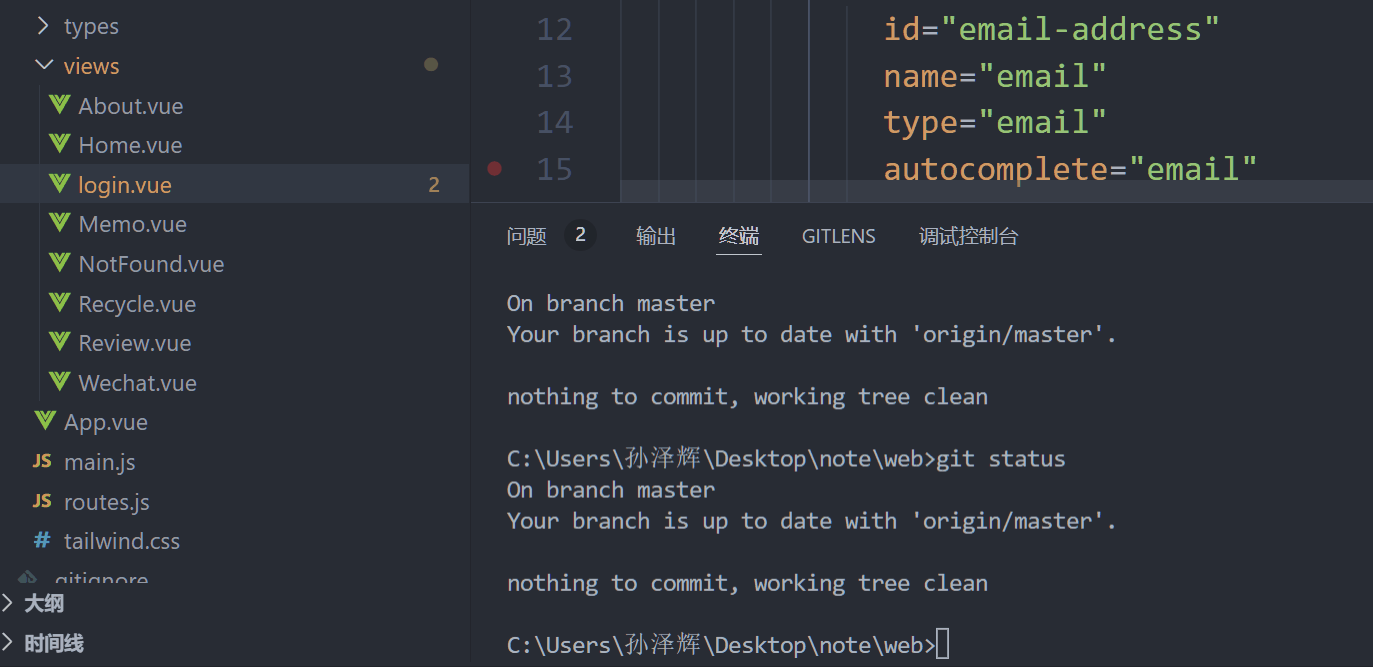 types
views
About.vue
Home.vue
login.vue 2
Memo.vue
NotFound.vue
Recycle.vue
Review.vue
Wechat.vue
App.vue
JS main.js
JS routes.js
# tailwind.css
.gitignore
大纲
时间线
12 id="email-address"
13 name="email"
14 type="email"
15 autocomplete="email"
问题 2 输出 终端 GITLENS 调试控制台
On branch master
Your branch is up to date with 'origin/master'.
nothing to commit, working tree clean
C:\Users\孙泽辉\Desktop\note\web>git status
On branch master
Your branch is up to date with 'origin/master'.
nothing to commit, working tree clean
C:\Users\孙泽辉\Desktop\note\web>